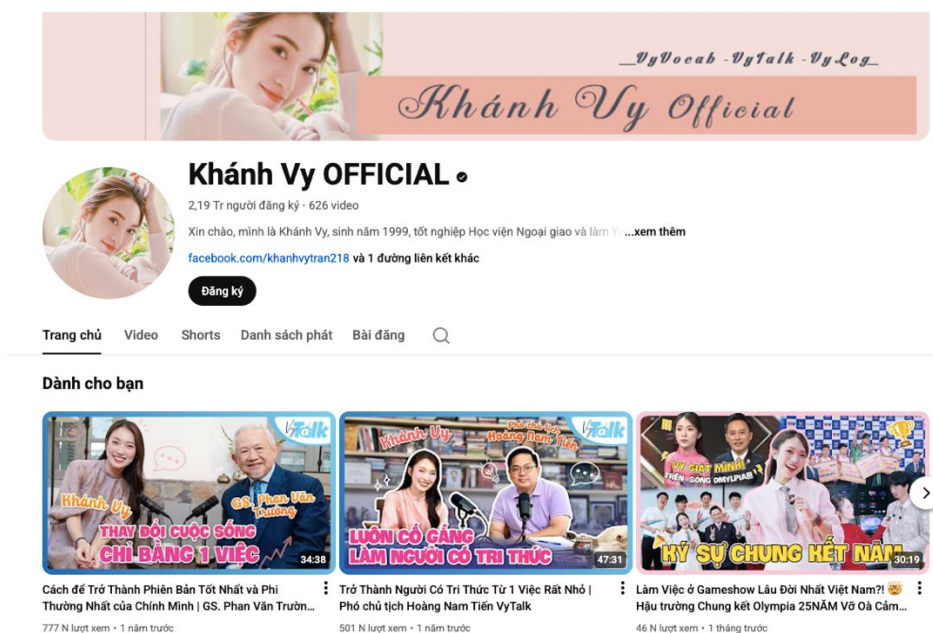 _VyVocab -VyTalk -VyLog_
Khánh Vy Official
Khánh Vy OFFICIAL
2,19 Tr người đăng ký · 626 video
Xin chào, mình là Khánh Vy, sinh năm 1999, tốt nghiệp Học viện Ngoại giao và làm ...xem thêm
facebook.com/khanhvytran218 và 1 đường liên kết khác
Đăng ký
Trang chủ Video Shorts Danh sách phát Bài đăng
Dành cho bạn
VyTalk
Khánh Vy
GS. Phan Văn Trường
THAY ĐỔI CUỘC SỐNG
CHỈ BẰNG 1 VIỆC
34:38
Khánh Vy
Phó chủ tịch
Hoàng Nam Tiến
VyTalk
LUÔN CỐ GẮNG
LÀM NGƯỜI CÓ TRI THỨC
47:31
VY GIẬT MÌNH!
TRÊN SÓNG OLYMPIA!!
KÝ SỰ CHUNG KẾT NĂM
30:19
Cách để Trở Thành Phiên Bản Tốt Nhất và Phi
Thường Nhất của Chính Mình | GS. Phan Văn Trườn...
777 N lượt xem • 1 năm trước
Trở Thành Người Có Tri Thức Từ 1 Việc Rất Nhỏ |
Phó chủ tịch Hoàng Nam Tiến VyTalk
501 N lượt xem • 1 năm trước
Làm Việc ở Gameshow Lâu Đời Nhất Việt Nam?! 🤯
Hậu trường Chung kết Olympia 25NĂM Vỡ Oà Cảm...
46 N lượt xem • 1 tháng trước